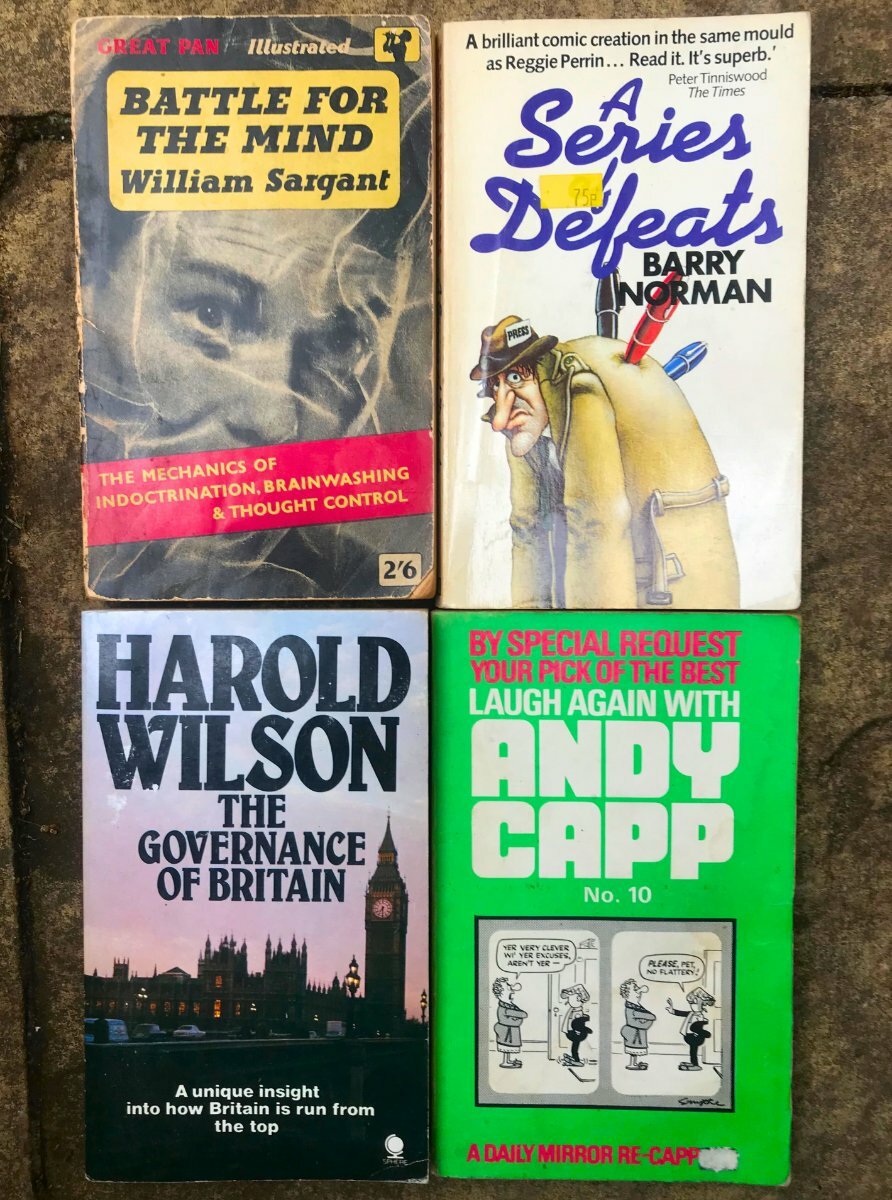 GREAT PAN Illustrated
BATTLE FOR
THE MIND
William Sargant
THE MECHANICS OF
INDOCTRINATION, BRAINWASHING
& THOUGHT CONTROL
2'6
A brilliant comic creation in the same mould
as Reggie Perrin... Read it. It's superb.'
Peter Tinniswood
The Times
A
Series
Defeats
75p
BARRY
NORMAN
PRESS
HAROLD
WILSON
THE
GOVERNANCE
OF BRITAIN
A unique insight
into how Britain is run from
the top
SPHERE
BY SPECIAL REQUEST
YOUR PICK OF THE BEST
LAUGH AGAIN WITH
ANDY
CAPP
No. 10
YER VERY CLEVER
WI' YER EXCUSES,
AREN'T YER —
PLEASE, PET,
NO FLATTERY!
Smythe
A DAILY MIRROR